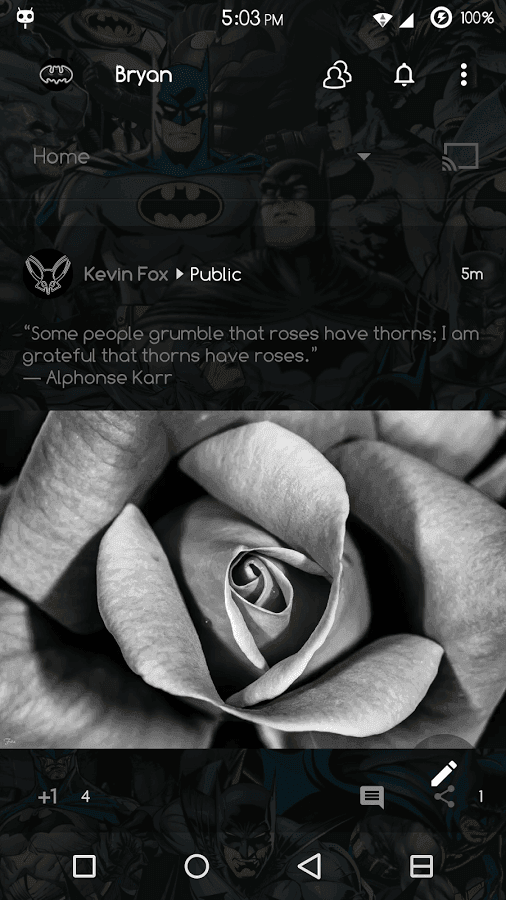 5:03 PM
100%
Bryan
Home
Kevin Fox Public
5m
“Some people grumble that roses have thorns; I am
grateful that thorns have roses.”
— Alphonse Karr
+1 4
1